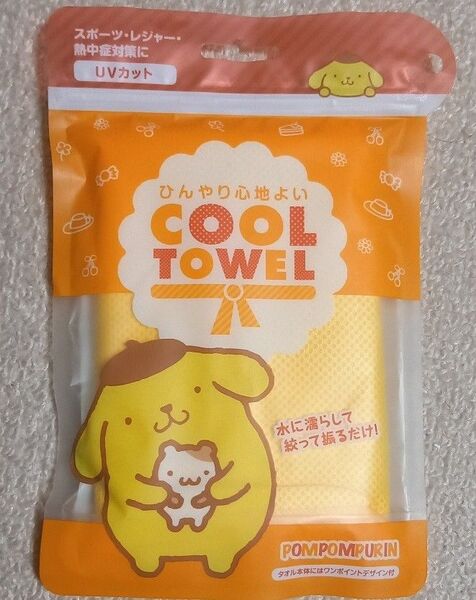 スポーツ・レジャー・
熱中症対策に
UVカット
ひんやり心地よい
COOL
TOWEL
水に濡らして
絞って振るだけ!
POMPOMPURIN
タオル本体にはワンポイントデザイン付